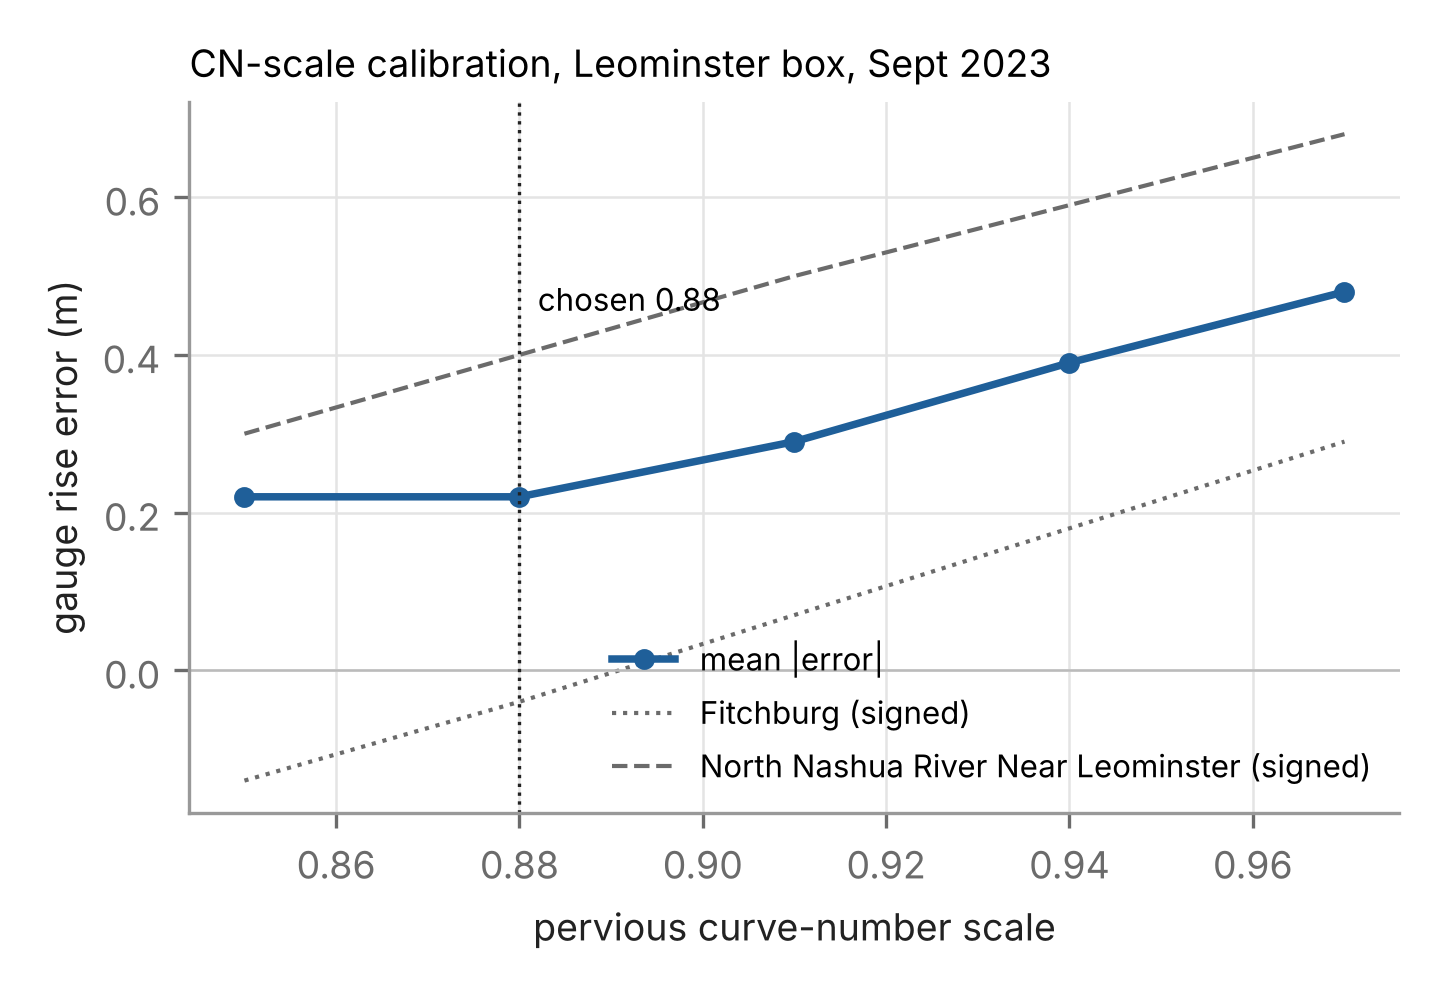 CN-scale calibration, Leominster box, Sept 2023
gauge rise error (m)
0.6
0.4
0.2
0.0
chosen 0.88
mean |error|
Fitchburg (signed)
North Nashua River Near Leominster (signed)
0.86 0.88 0.90 0.92 0.94 0.96
pervious curve-number scale